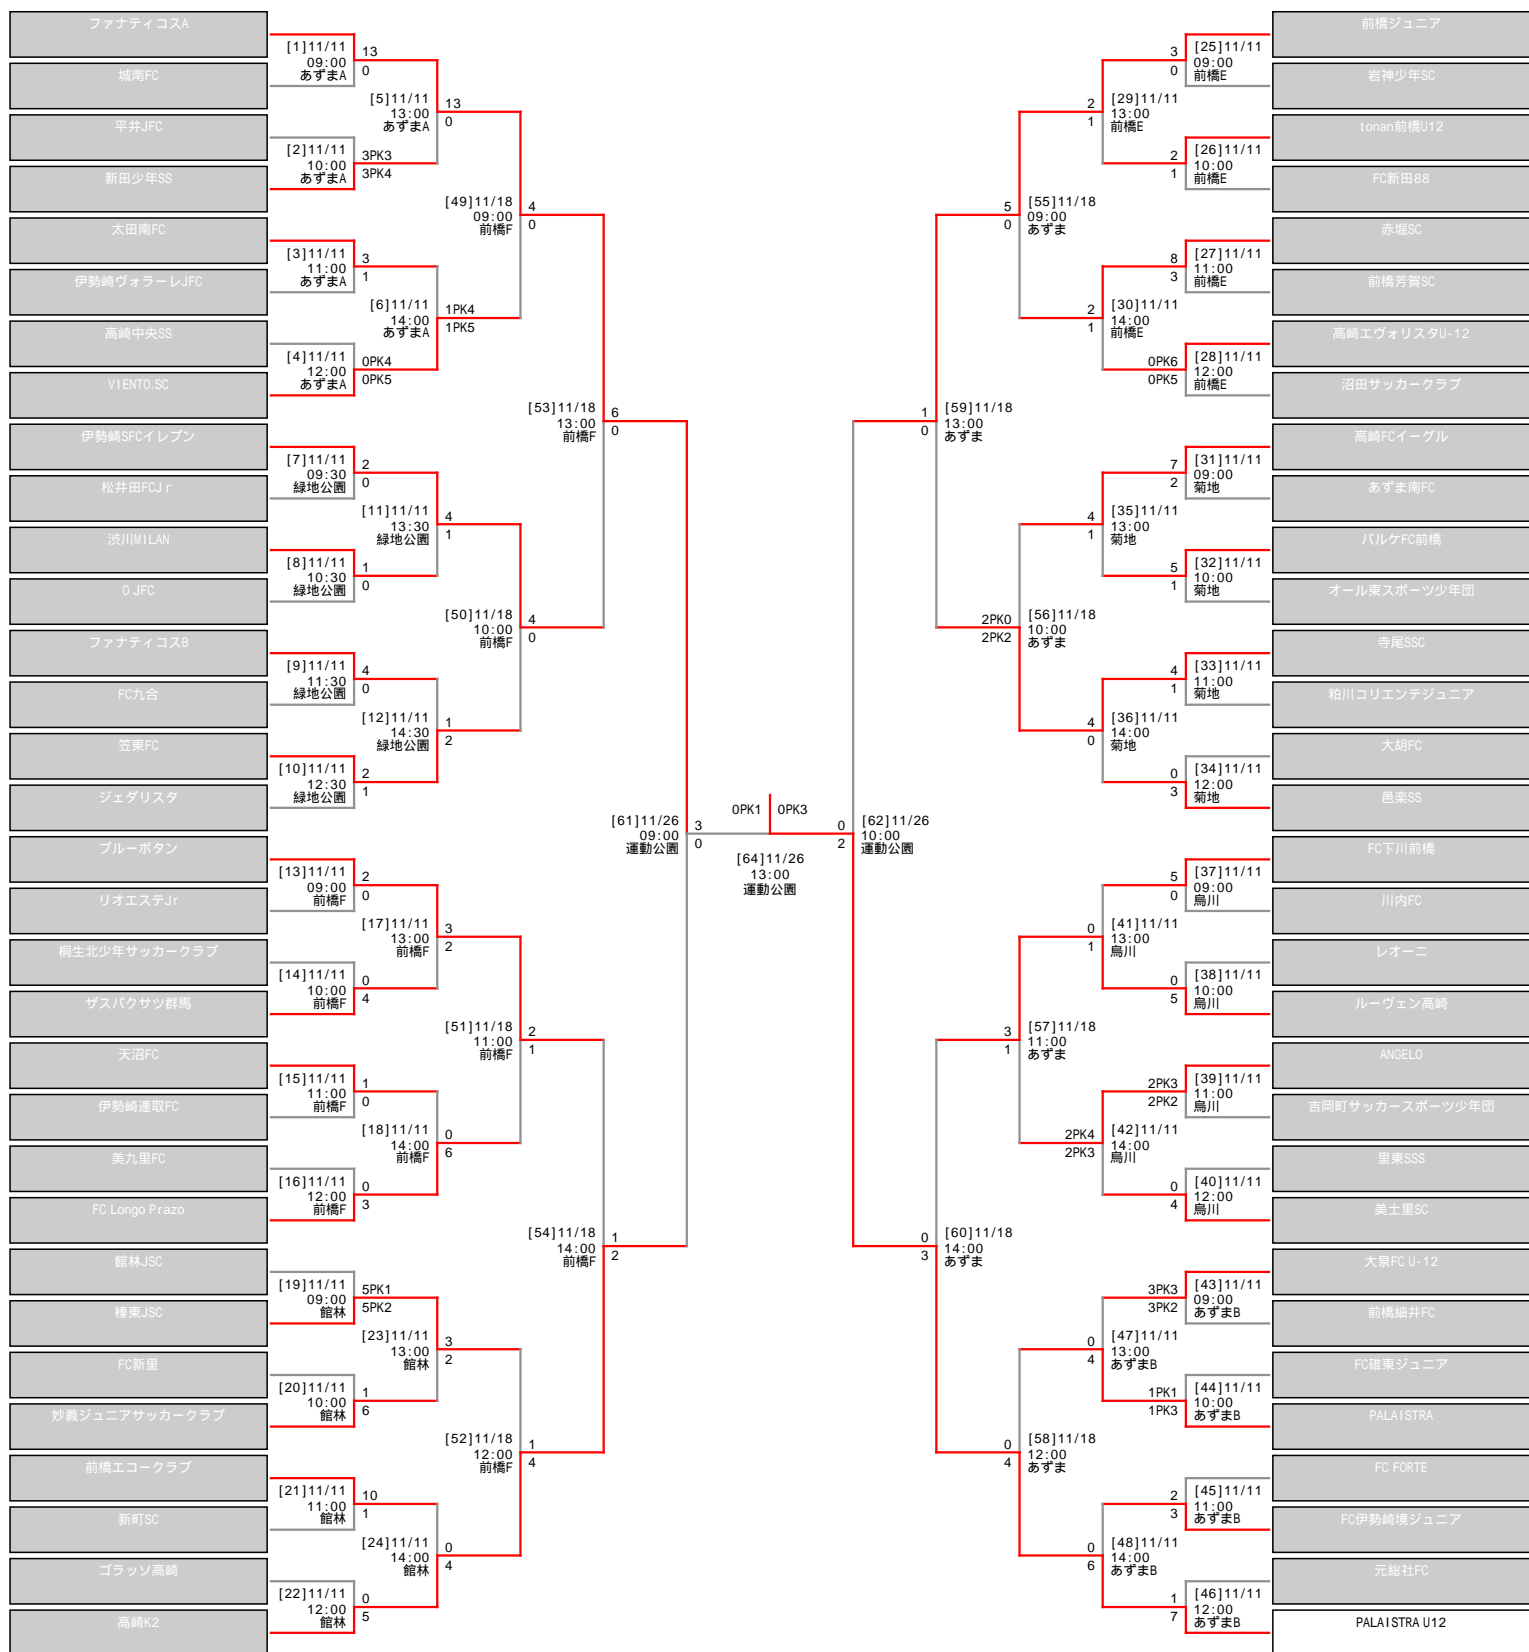 ファナティコスA
[1]11/11
09:00
あずまA
13
0
城南FC
[5]11/11
13:00
あずまA
13
0
平井JFC
[2]11/11
10:00
あずまA
3PK3
3PK4
新田少年SS
[49]11/18
09:00
前橋F
4
0
太田南FC
[3]11/11
11:00
あずまA
3
1
伊勢崎ヴォラーレJFC
[6]11/11
14:00
あずまA
1PK4
1PK5
高崎中央SS
[4]11/11
12:00
あずまA
0PK4
0PK5
VIENTO.SC
[53]11/18
13:00
前橋F
6
0
伊勢崎SFCイレブン
[7]11/11
09:30
緑地公園
2
0
松井田FCJｒ
[11]11/11
13:30
緑地公園
4
1
渋川MILAN
[8]11/11
10:30
緑地公園
1
0
O JFC
[50]11/18
10:00
前橋F
4
0
ファナティコスB
[9]11/11
11:30
緑地公園
4
0
FC九合
[12]11/11
14:30
緑地公園
1
2
笠東FC
[10]11/11
12:30
緑地公園
2
1
ジェダリスタ
[61]11/26
09:00
運動公園
3
0
ブルーボタン
[13]11/11
09:00
前橋F
2
0
リオエステJr
[17]11/11
13:00
前橋F
3
2
桐生北少年サッカークラブ
[14]11/11
10:00
前橋F
0
4
ザスパクサツ群馬
[51]11/18
11:00
前橋F
2
1
天沼FC
[15]11/11
11:00
前橋F
1
0
伊勢崎連取FC
[18]11/11
14:00
前橋F
0
6
美九里FC
[16]11/11
12:00
前橋F
0
3
FC Longo Prazo
[54]11/18
14:00
前橋F
1
2
館林JSC
[19]11/11
09:00
館林
5PK1
5PK2
榛東JSC
[23]11/11
13:00
館林
3
2
FC新里
[20]11/11
10:00
館林
1
6
妙義ジュニアサッカークラブ
[52]11/18
12:00
前橋F
1
4
前橋エコークラブ
[21]11/11
11:00
館林
10
1
新町SC
[24]11/11
14:00
館林
0
4
ゴラッソ高崎
[22]11/11
12:00
館林
0
5
高崎K2
0PK1
0PK3
[64]11/26
13:00
運動公園
前橋ジュニア
3
0
[25]11/11
09:00
前橋E
岩神少年SC
2
1
[29]11/11
13:00
前橋E
tonan前橋U12
2
1
[26]11/11
10:00
前橋E
FC新田88
5
0
[55]11/18
09:00
あずま
赤堀SC
8
3
[27]11/11
11:00
前橋E
前橋芳賀SC
2
1
[30]11/11
14:00
前橋E
高崎エヴォリスタU-12
0PK6
0PK5
[28]11/11
12:00
前橋E
沼田サッカークラブ
1
0
[59]11/18
13:00
あずま
高崎FCイーグル
7
2
[31]11/11
09:00
菊地
あずま南FC
4
1
[35]11/11
13:00
菊地
パルケFC前橋
5
1
[32]11/11
10:00
菊地
オール東スポーツ少年団
2PK0
2PK2
[56]11/18
10:00
あずま
寺尾SSC
4
1
[33]11/11
11:00
菊地
粕川コリエンテジュニア
4
0
[36]11/11
14:00
菊地
大胡FC
0
3
[34]11/11
12:00
菊地
邑楽SS
0
2
[62]11/26
10:00
運動公園
FC下川前橋
5
0
[37]11/11
09:00
烏川
川内FC
0
1
[41]11/11
13:00
烏川
レオーニ
0
5
[38]11/11
10:00
烏川
ルーヴェン高崎
3
1
[57]11/18
11:00
あずま
ANGELO
2PK3
2PK2
[39]11/11
11:00
烏川
吉岡町サッカースポーツ少年団
2PK4
2PK3
[42]11/11
14:00
烏川
里東SSS
0
4
[40]11/11
12:00
烏川
美土里SC
0
3
[60]11/18
14:00
あずま
大泉FC U-12
3PK3
3PK2
[43]11/11
09:00
あずまB
前橋細井FC
0
4
[47]11/11
13:00
あずまB
FC碓東ジュニア
1PK1
1PK3
[44]11/11
10:00
あずまB
PALAISTRA
0
4
[58]11/18
12:00
あずま
FC FORTE
2
3
[45]11/11
11:00
あずまB
FC伊勢崎境ジュニア
0
6
[48]11/11
14:00
あずまB
元総社FC
1
7
[46]11/11
12:00
あずまB
PALAISTRA U12